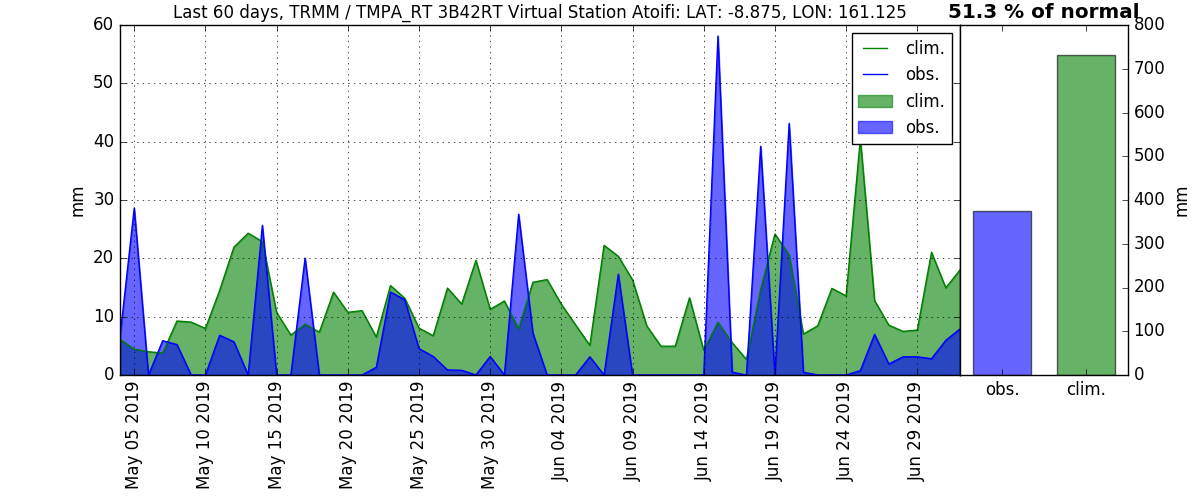 Last 60 days, TRMM / TMPA_RT 3B42RT Virtual Station Atoifi: LAT: -8.875, LON: 161.125
51.3 % of normal
60
50
40
30
20
10
0
mm
clim.
obs.
clim.
obs.
May 05 2019
May 10 2019
May 15 2019
May 20 2019
May 25 2019
May 30 2019
Jun 04 2019
Jun 09 2019
Jun 14 2019
Jun 19 2019
Jun 24 2019
Jun 29 2019
800
700
600
500
400
300
200
100
0
mm
obs.
clim.